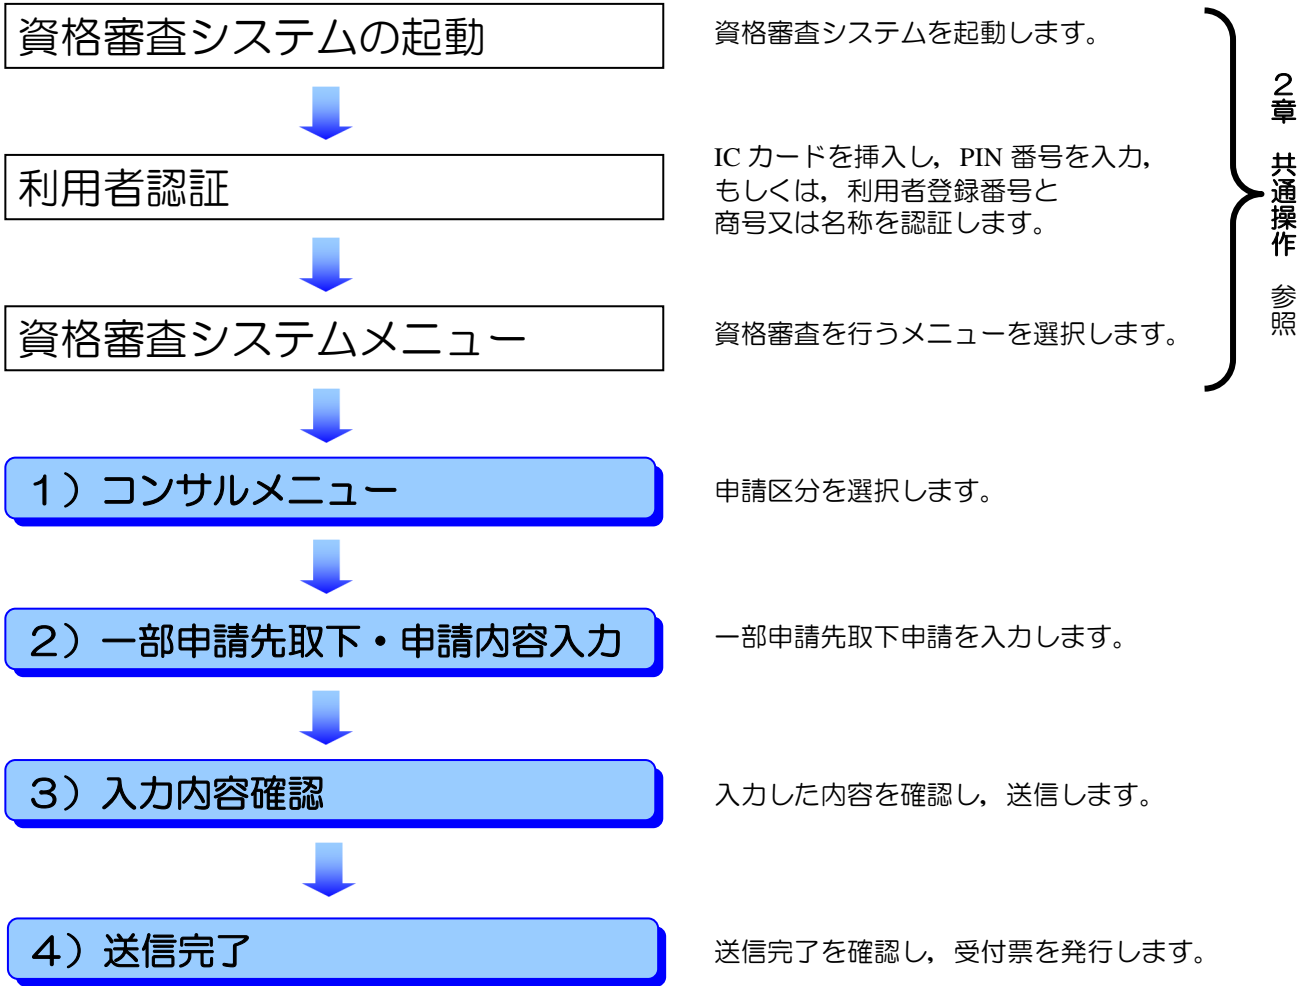 資格審査システムの起動
資格審査システムを起動します。
利用者認証
IC カードを挿入し，PIN 番号を入力，
もしくは，利用者登録番号と
商号又は名称を認証します。
資格審査システムメニュー
資格審査を行うメニューを選択します。
２章　共通操作　参照
１）コンサルメニュー
申請区分を選択します。
２）一部申請先取下・申請内容入力
一部申請先取下申請を入力します。
３）入力内容確認
入力した内容を確認し，送信します。
４）送信完了
送信完了を確認し，受付票を発行します。